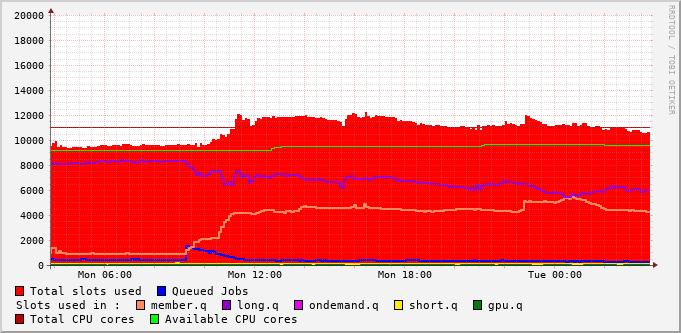 20000
18000
16000
14000
12000
10000
8000
6000
4000
2000
0
Mon 06:00 Mon 12:00 Mon 18:00 Tue 00:00
Total slots used Queued Jobs
Slots used in : member.q long.q ondemand.q short.q gpu.q
Total CPU cores Available CPU cores
RRDTOOL / TOBI OETIKER